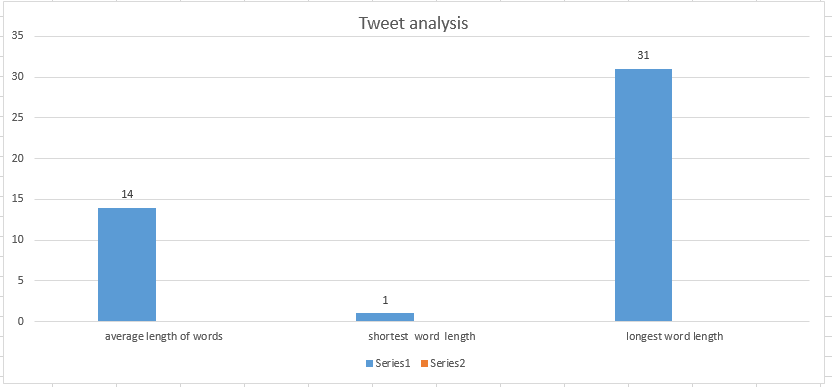 Tweet analysis
35
30
25
20
15
10
5
0
14
1
31
average length of words
shortest word length
longest word length
Series1 Series2